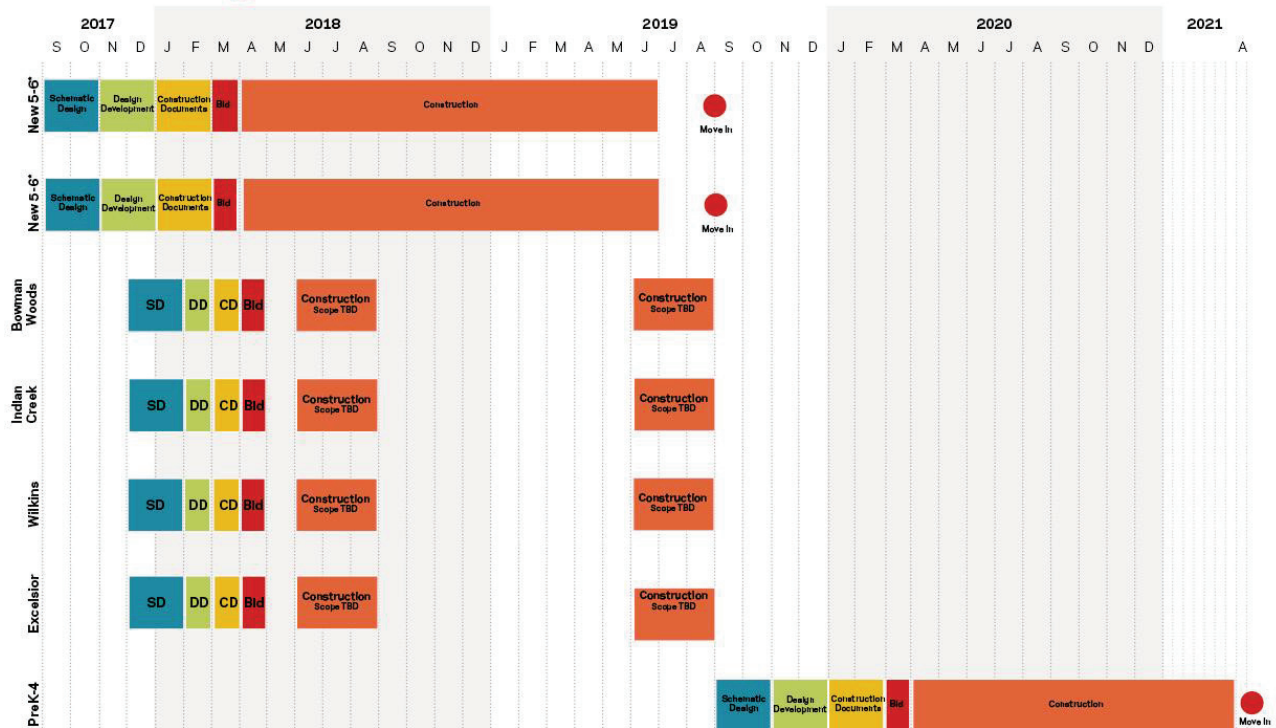 2017 2018 2019 2020 2021
S O N D J F M A M J J A S O N D J F M A M J J A S O N D J F M A M J J A S O N D A
New 5-6*
Schematic Design
Design Development
Construction Documents
Bid
Construction
Move In
New 5-6*
Schematic Design
Design Development
Construction Documents
Bid
Construction
Move In
Bowman Woods
SD
DD
CD
Bid
Construction
Scope TBD
Construction
Scope TBD
Indian Creek
SD
DD
CD
Bid
Construction
Scope TBD
Construction
Scope TBD
Wilkins
SD
DD
CD
Bid
Construction
Scope TBD
Construction
Scope TBD
Excelsior
SD
DD
CD
Bid
Construction
Scope TBD
Construction
Scope TBD
PreK-4
Schematic Design
Design Development
Construction Documents
Bid
Construction
Move In